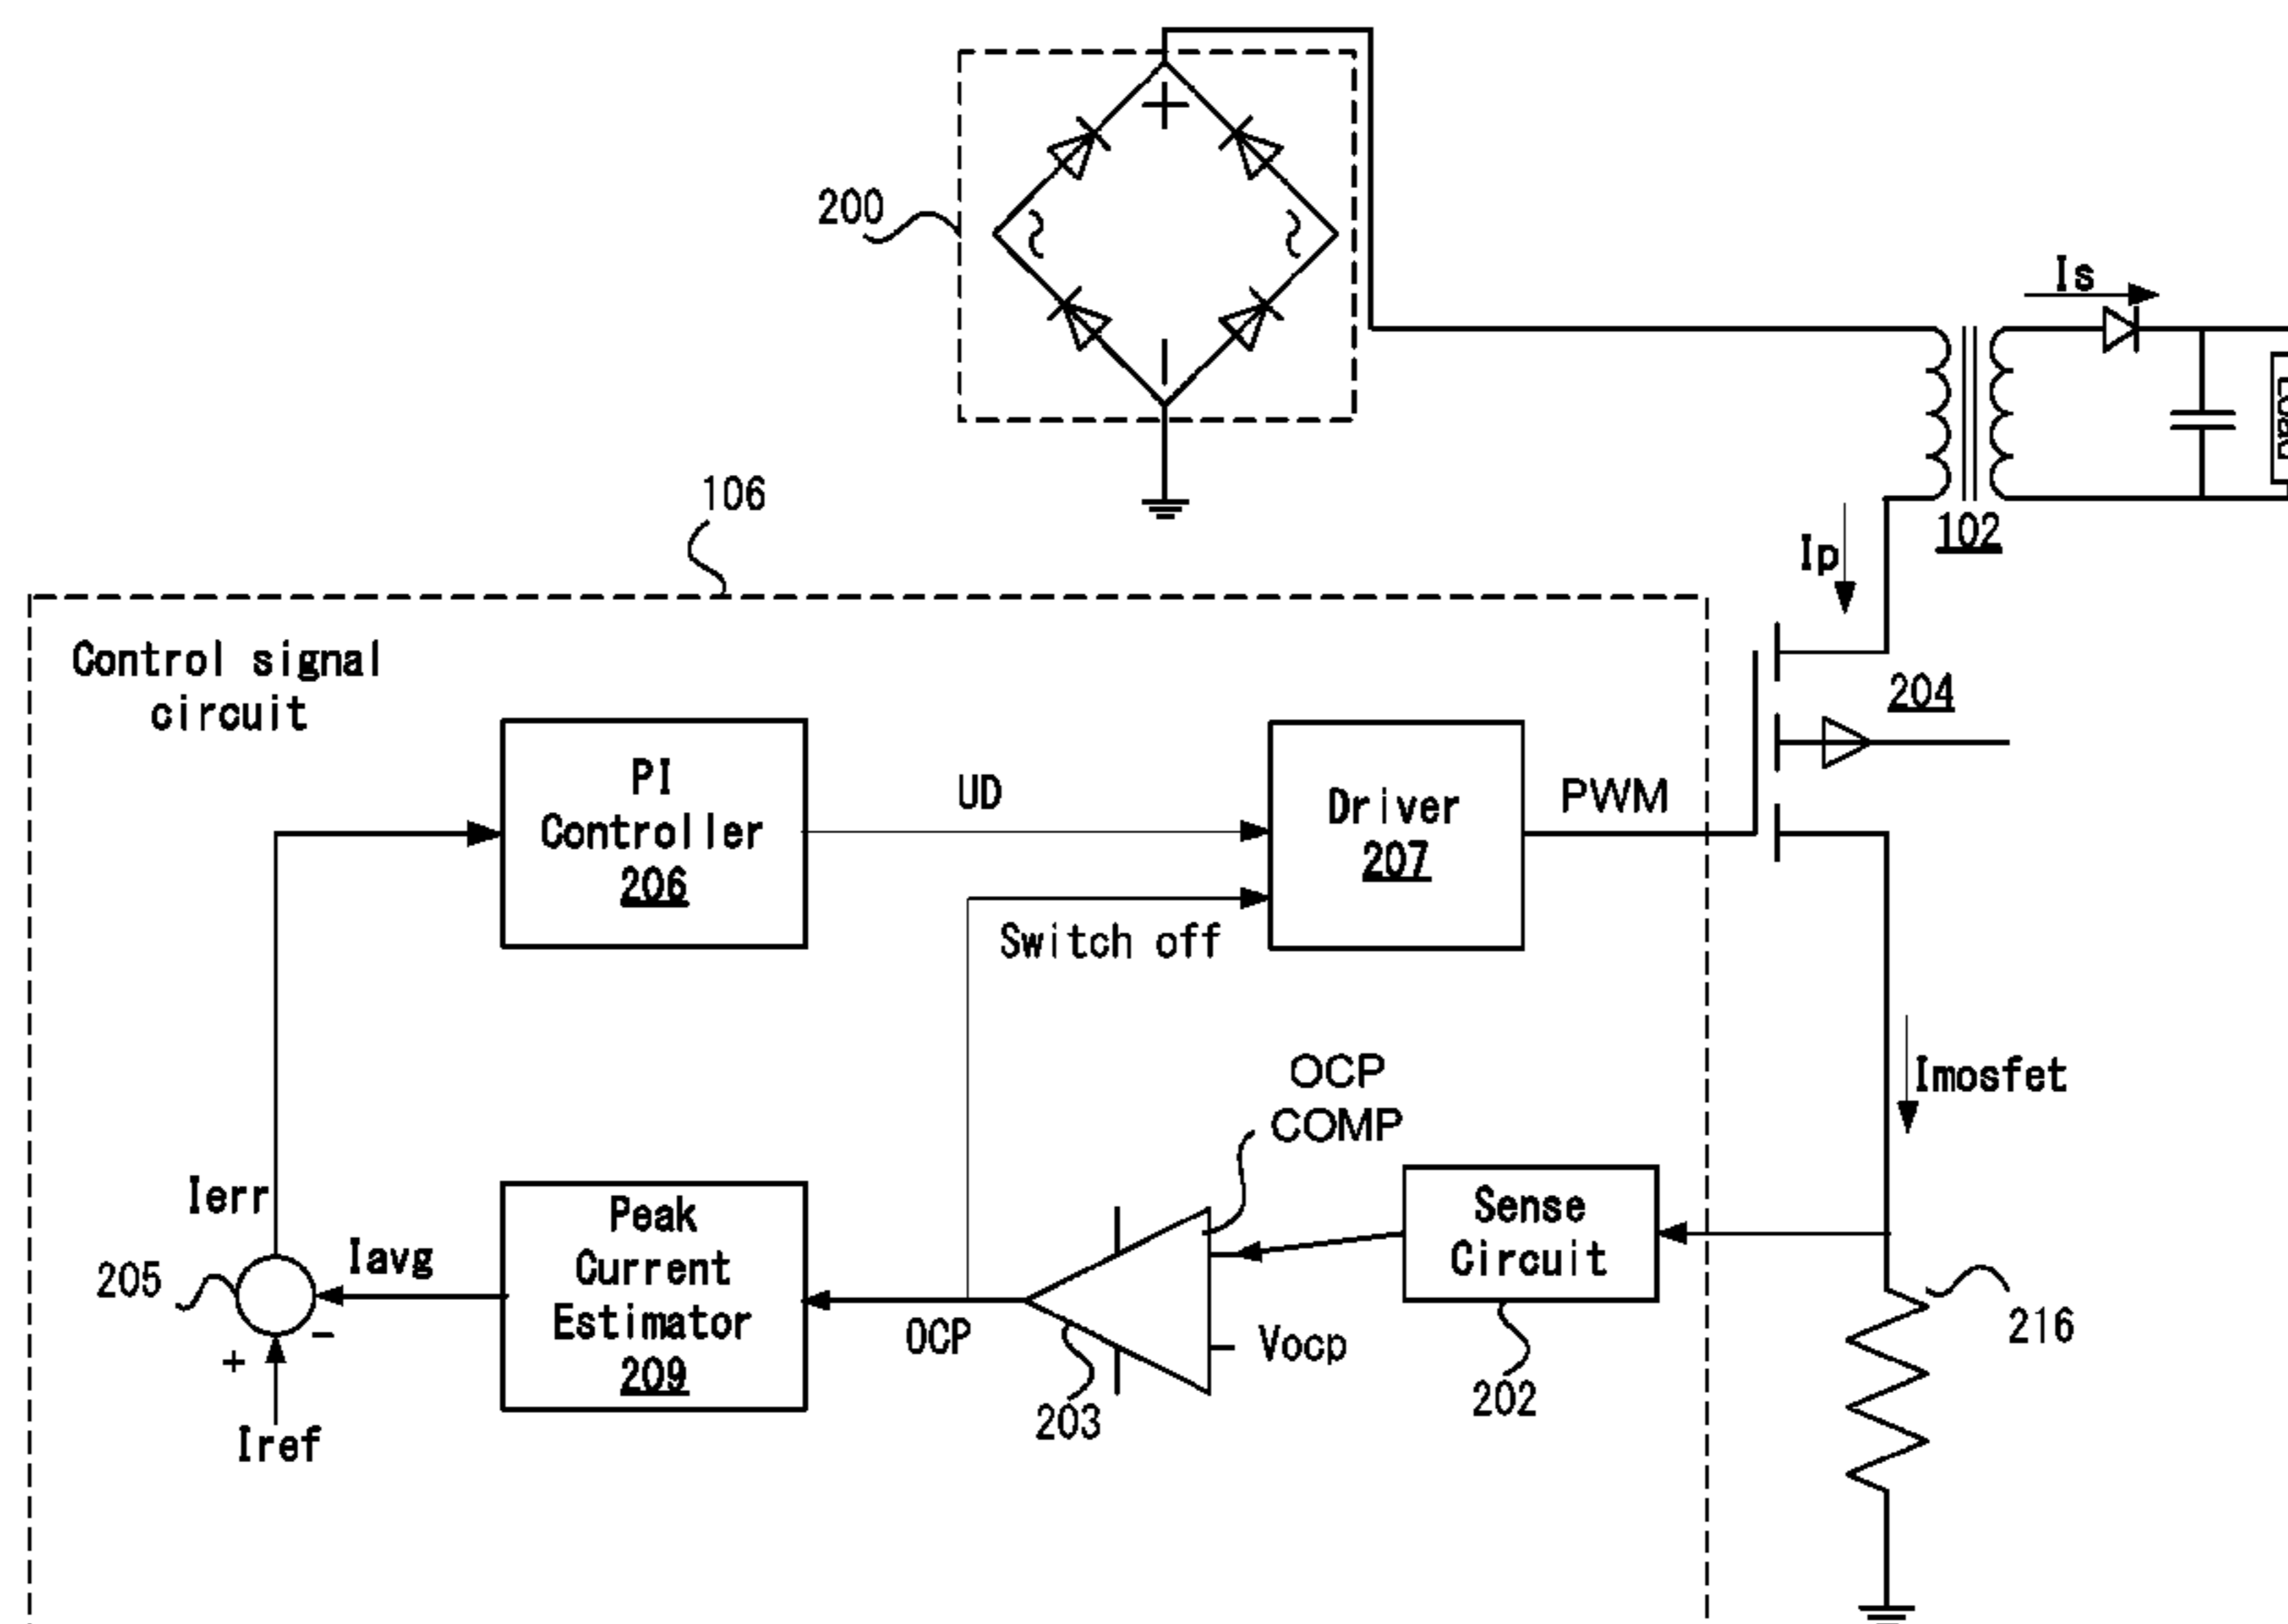 200
Is
106
102
Ip
Control signal
circuit
204
PI
Controller
206
UD
Driver
207
PWM
Switch off
Imosfet
OCP
COMP
Ierr
Peak
Current
Estimator
209
Sense
Circuit
205
Iavg
OCP
Vocp
216
+
-
203
202
Iref